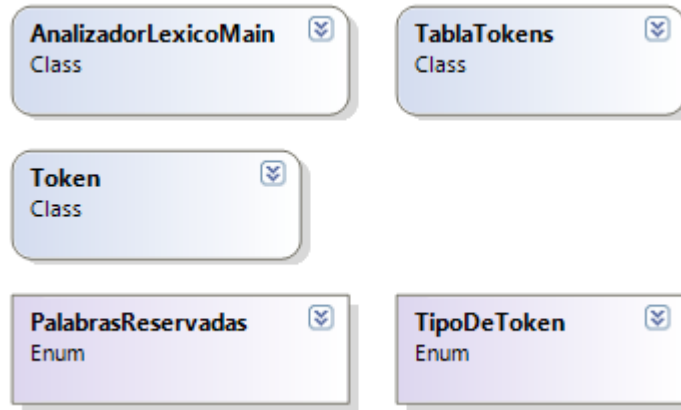 AnalizadorLexicoMain
Class
TablaTokens
Class
Token
Class
PalabrasReservadas
Enum
TipoDeToken
Enum